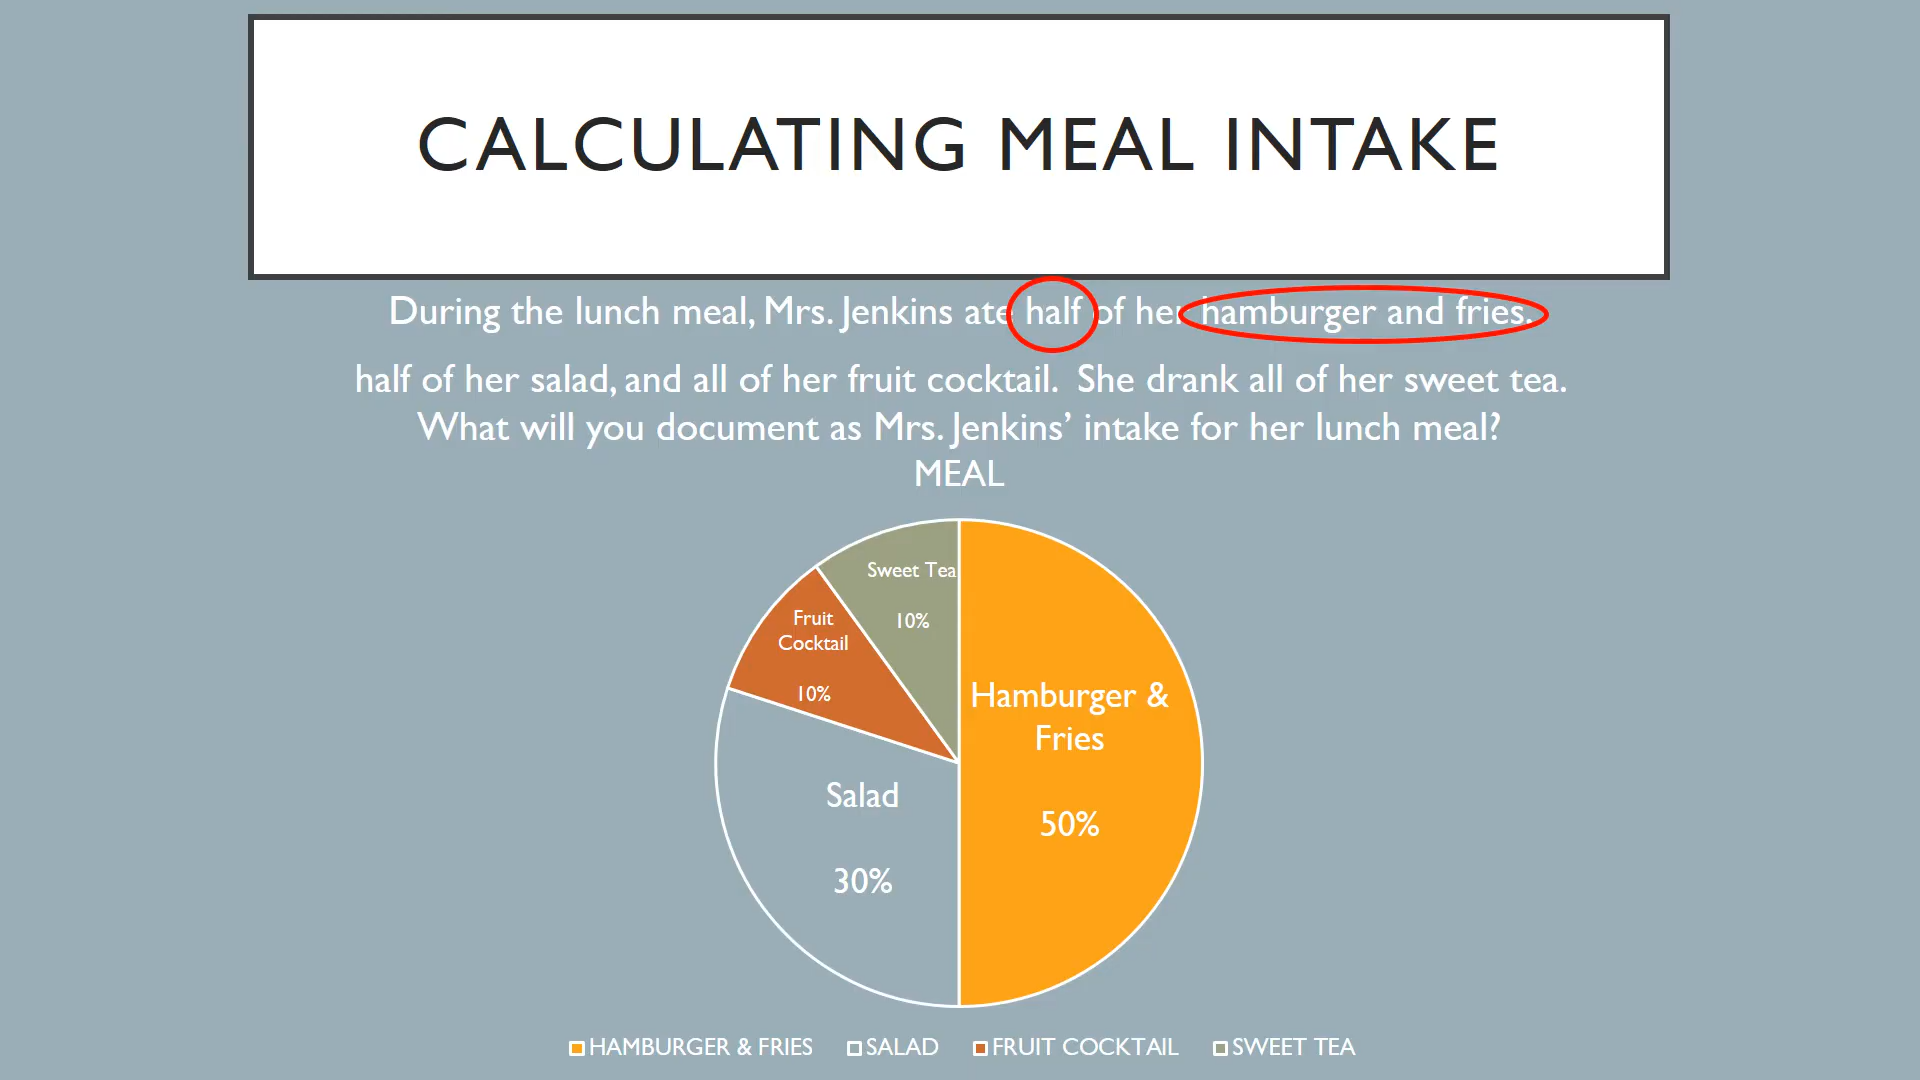 CALCULATING MEAL INTAKE
During the lunch meal, Mrs. Jenkins ate half of her hamburger and fries.
half of her salad, and all of her fruit cocktail. She drank all of her sweet tea.
What will you document as Mrs. Jenkins’ intake for her lunch meal?
MEAL
Sweet Tea
10%
Fruit
Cocktail
10%
Hamburger &
Fries
50%
Salad
30%
HAMBURGER & FRIES SALAD FRUIT COCKTAIL SWEET TEA